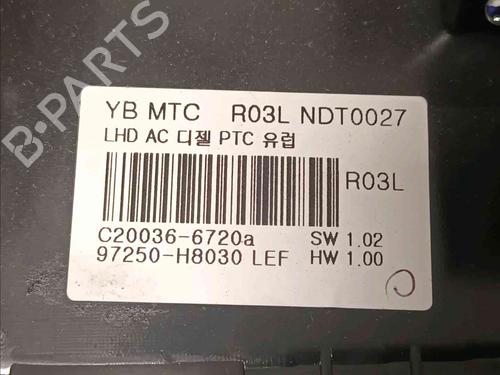 YB MTC R03L NDT0027
LHD AC 디젤 PTC 유럽
R03L
C20036-6720a SW 1.02
97250-H8030 LEF HW 1.00
B-PARTS